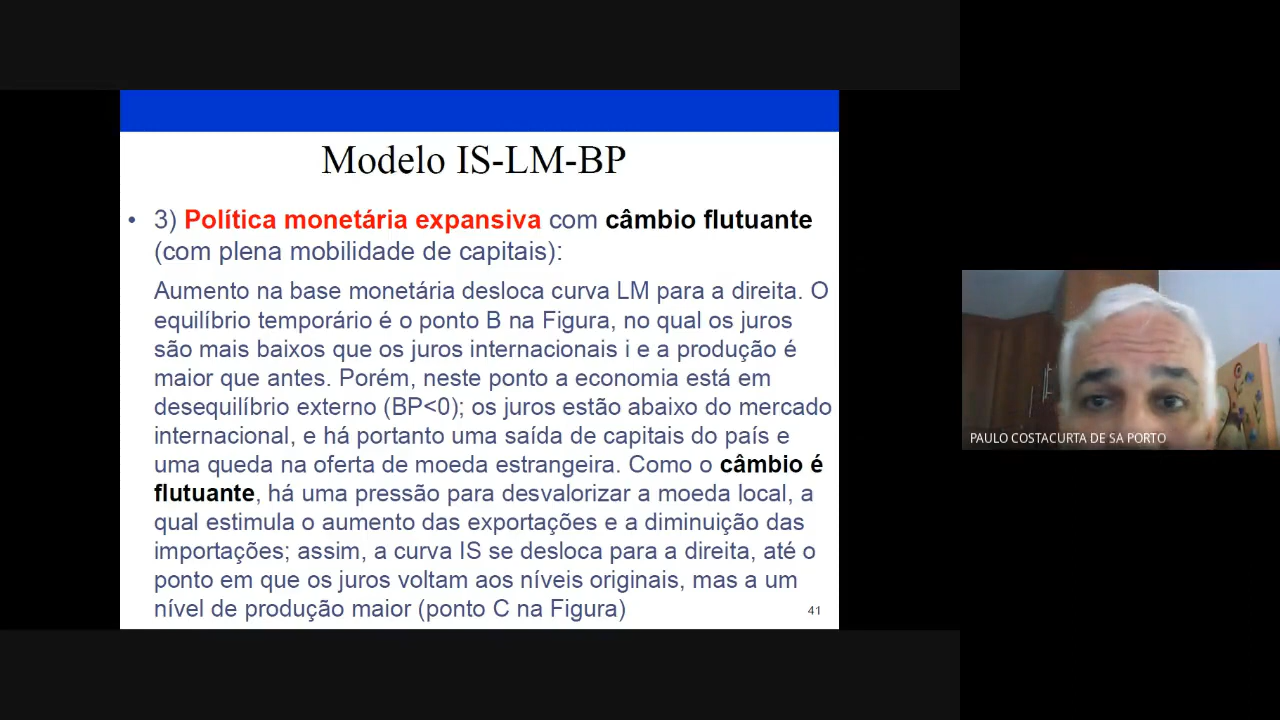 Modelo IS-LM-BP
• 3) Política monetária expansiva com câmbio flutuante
(com plena mobilidade de capitais):
Aumento na base monetária desloca curva LM para a direita. O
equilíbrio temporário é o ponto B na Figura, no qual os juros
são mais baixos que os juros internacionais i e a produção é
maior que antes. Porém, neste ponto a economia está em
desequilíbrio externo (BP<0); os juros estão abaixo do mercado
internacional, e há portanto uma saída de capitais do país e
uma queda na oferta de moeda estrangeira. Como o câmbio é
flutuante, há uma pressão para desvalorizar a moeda local, a
qual estimula o aumento das exportações e a diminuição das
importações; assim, a curva IS se desloca para a direita, até o
ponto em que os juros voltam aos níveis originais, mas a um
nível de produção maior (ponto C na Figura)
41
PAULO COSTACURTA DE SA PORTO